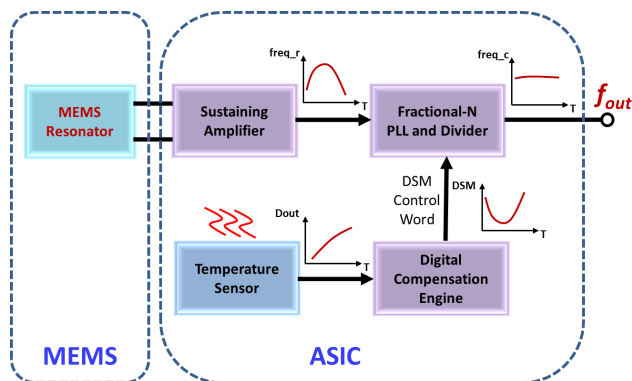 freq_r
T
freq_c
T
MEMS
Resonator
Sustaining
Amplifier
Fractional-N
PLL and Divider
fout
DSM
Control
Word
DSM
T
Dout
T
Temperature
Sensor
Digital
Compensation
Engine
MEMS
ASIC